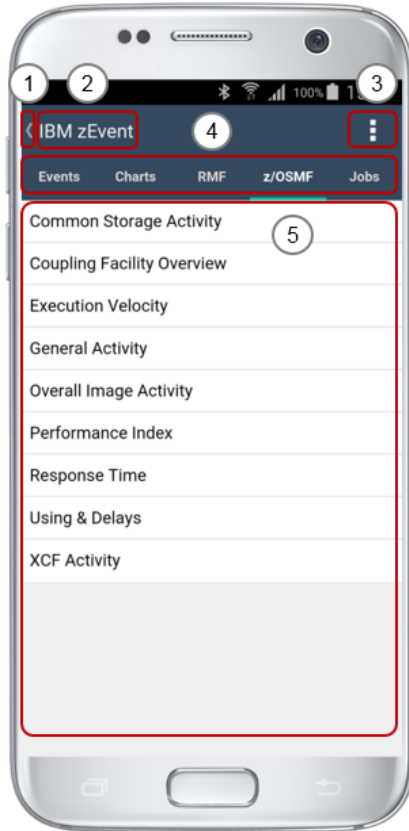 1
2
3
100%
IBM zEvent
4
Events Charts RMF z/OSMF Jobs
5
Common Storage Activity
Coupling Facility Overview
Execution Velocity
General Activity
Overall Image Activity
Performance Index
Response Time
Using & Delays
XCF Activity